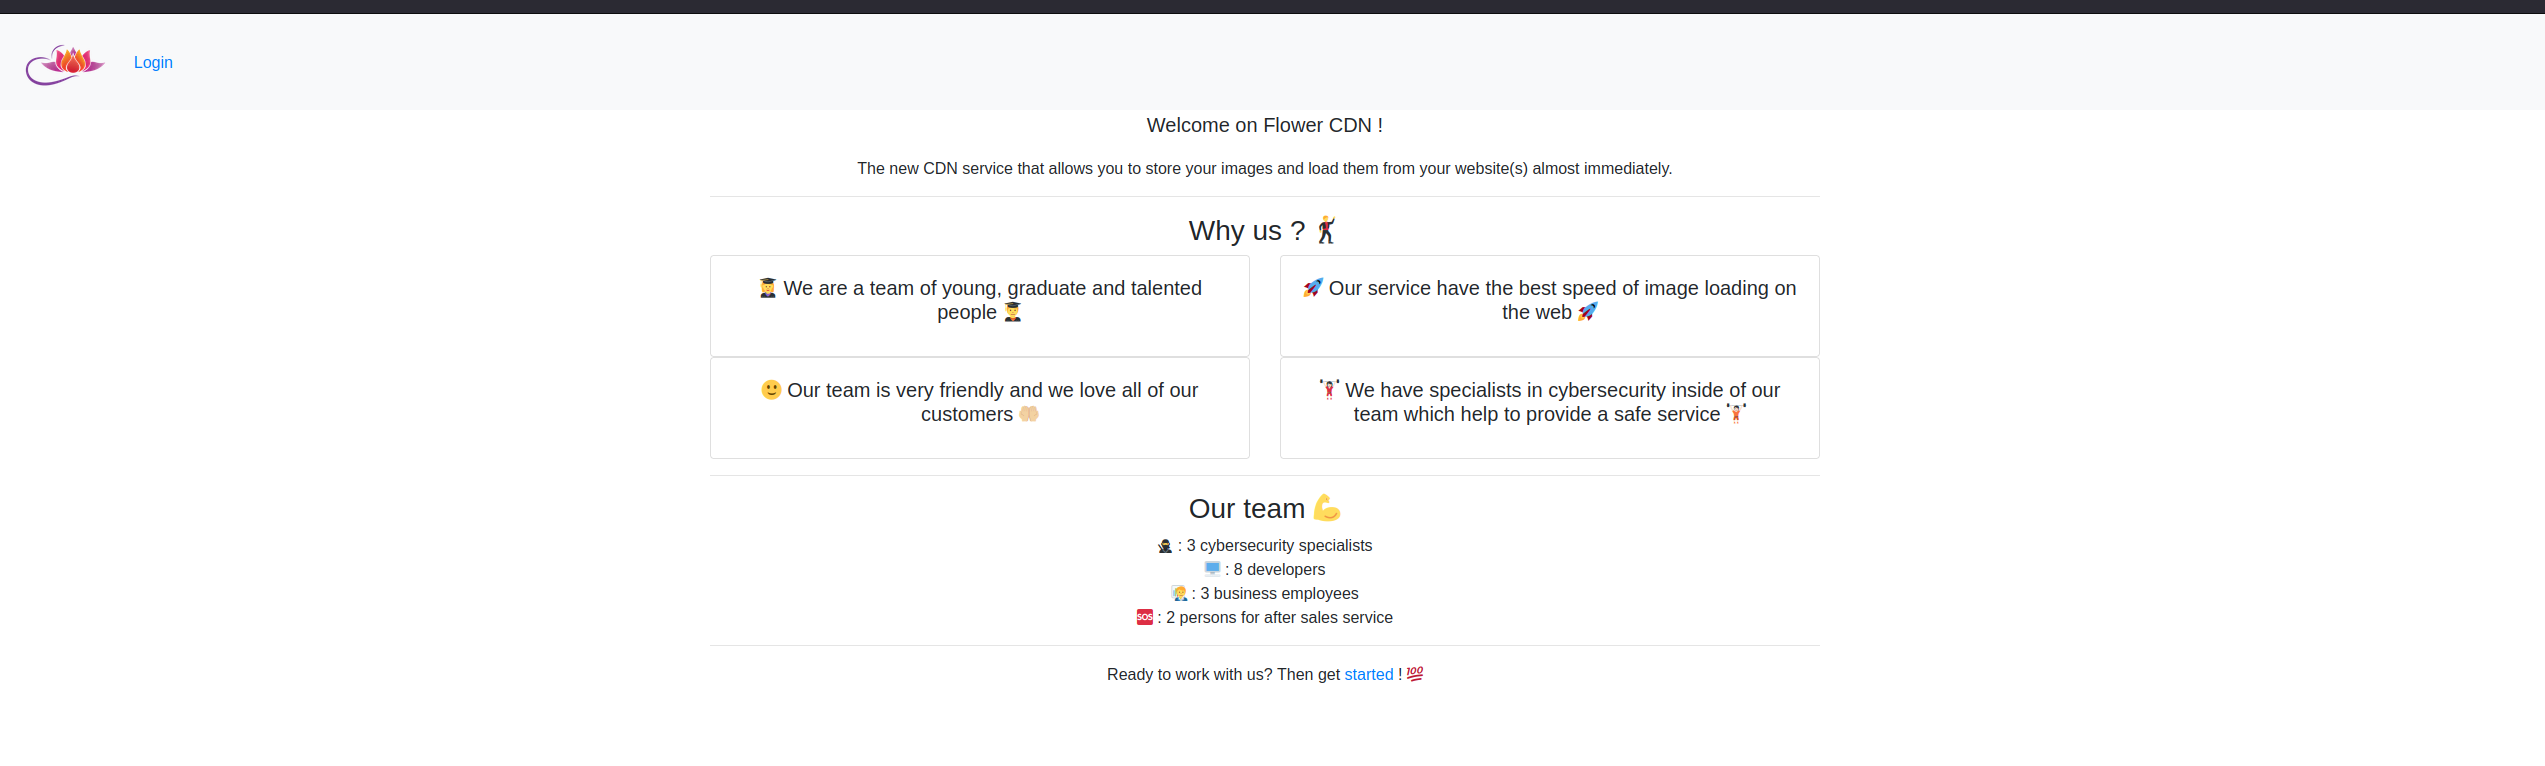 Login
Welcome on Flower CDN !
The new CDN service that allows you to store your images and load them from your website(s) almost immediately.
Why us ? 
We are a team of young, graduate and talented
people
🚀 Our service have the best speed of image loading on
the web 🚀
🙂 Our team is very friendly and we love all of our
customers
We have specialists in cybersecurity inside of our
team which help to provide a safe service
Our team 💪
: 3 cybersecurity specialists
🖥️ : 8 developers
: 3 business employees
🆘 : 2 persons for after sales service
Ready to work with us? Then get started ! 💯